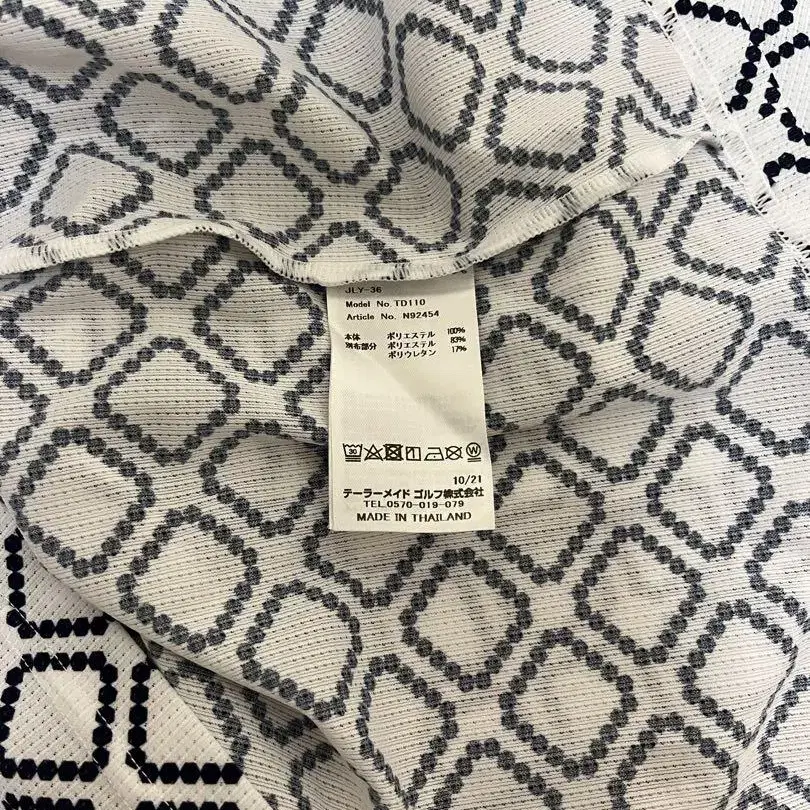 JLY-36
Model No. TD110
Article No. N92454
本体 ポリエステル 100%
別布部分 ポリエステル 83%
ポリウレタン 17%
30
W
10/21
テーラーメイド ゴルフ株式会社
TEL.0570-019-079
MADE IN THAILAND